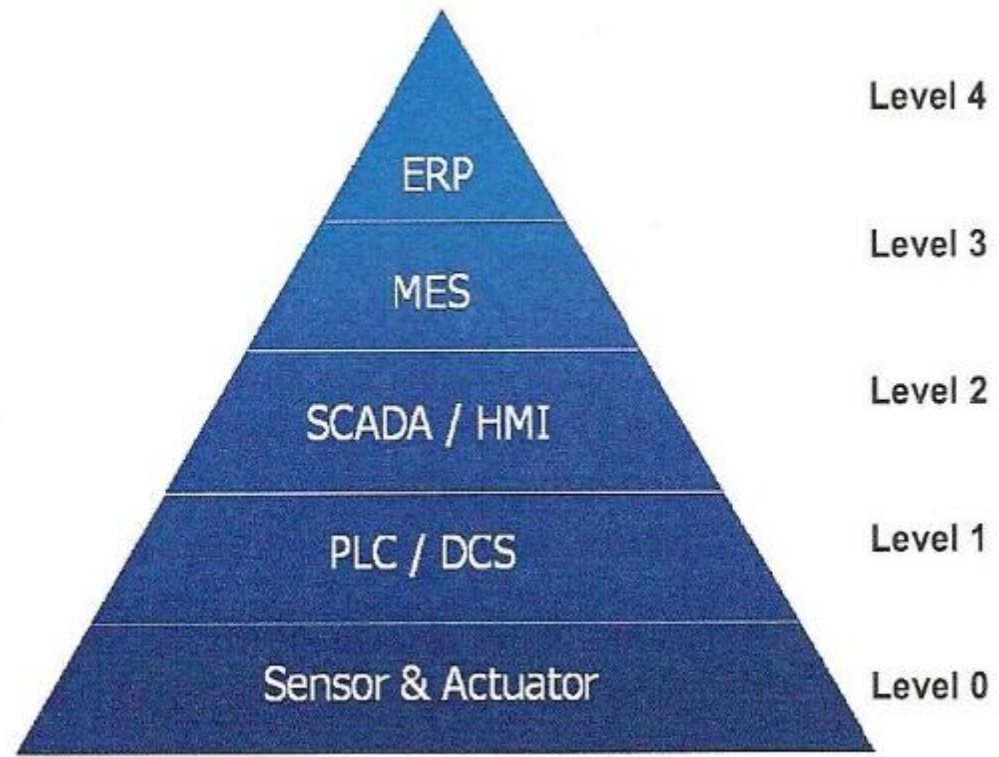 Level 4
ERP
Level 3
MES
Level 2
SCADA / HMI
Level 1
PLC / DCS
Sensor & Actuator
Level 0